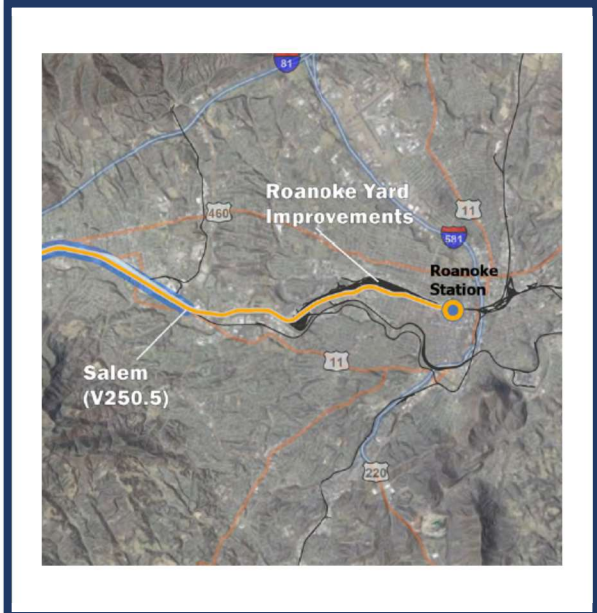 81
Roanoke Yard
Improvements
460
11
581
Roanoke
Station
11
Salem
(V250.5)
220